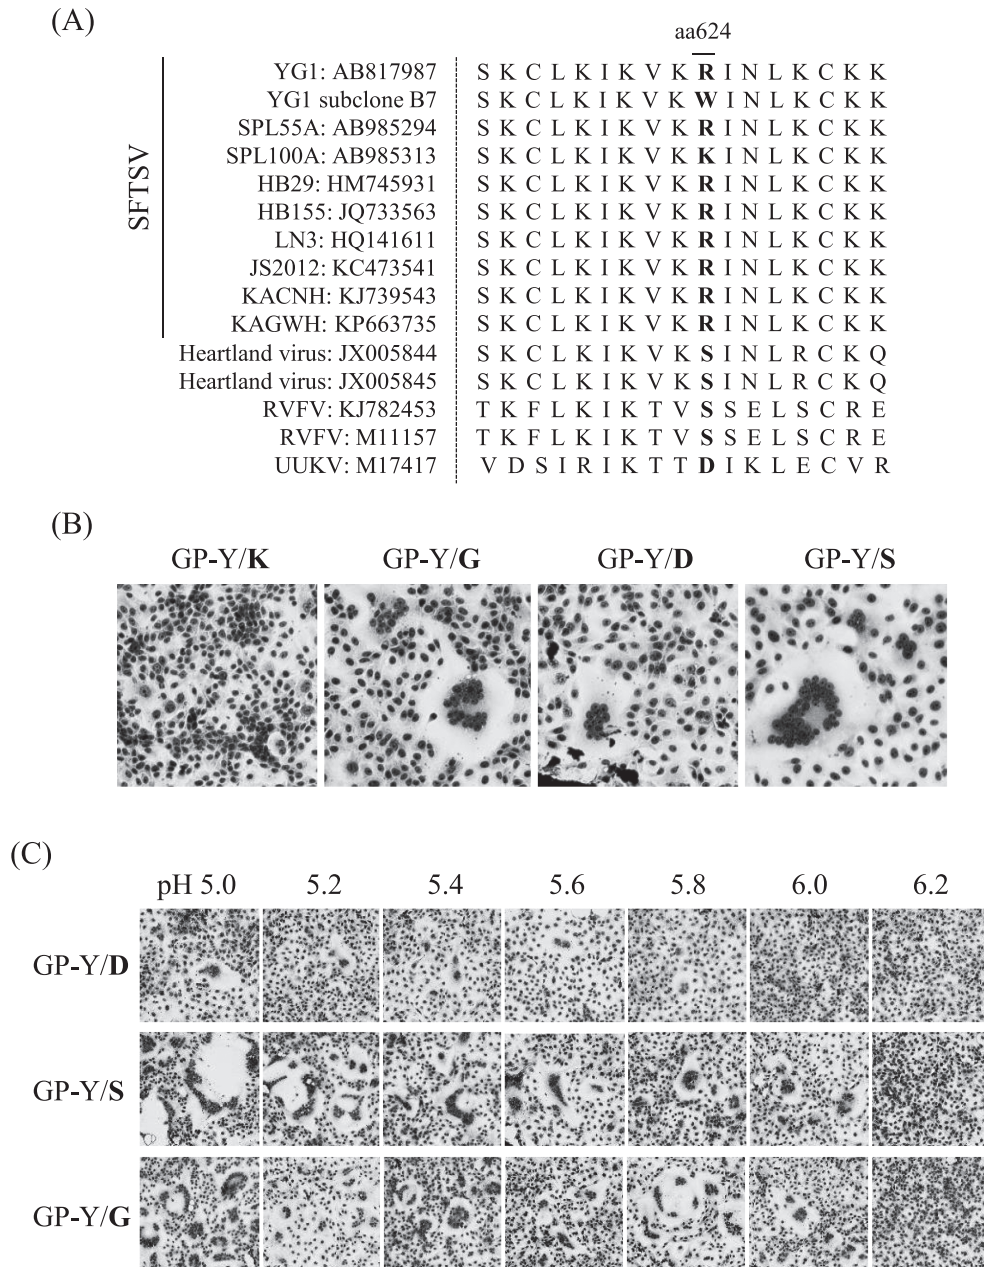 (A)
aa624
SFTSV
YG1: AB817987 S K C L K I K V K R I N L K C K K
YG1 subclone B7 S K C L K I K V K W I N L K C K K
SPL55A: AB985294 S K C L K I K V K R I N L K C K K
SPL100A: AB985313 S K C L K I K V K K I N L K C K K
HB29: HM745931 S K C L K I K V K R I N L K C K K
HB155: JQ733563 S K C L K I K V K R I N L K C K K
LN3: HQ141611 S K C L K I K V K R I N L K C K K
JS2012: KC473541 S K C L K I K V K R I N L K C K K
KACNH: KJ739543 S K C L K I K V K R I N L K C K K
KAGWH: KP663735 S K C L K I K V K R I N L K C K K
Heartland virus: JX005844 S K C L K I K V K S I N L R C K Q
Heartland virus: JX005845 S K C L K I K V K S I N L R C K Q
RVFV: KJ782453 T K F L K I K T V S S E L S C R E
RVFV: M11157 T K F L K I K T V S S E L S C R E
UUKV: M17417 V D S I R I K T T D I K L E C V R
(B)
GP-Y/K GP-Y/G GP-Y/D GP-Y/S
(C)
pH 5.0 5.2 5.4 5.6 5.8 6.0 6.2
GP-Y/D
GP-Y/S
GP-Y/G